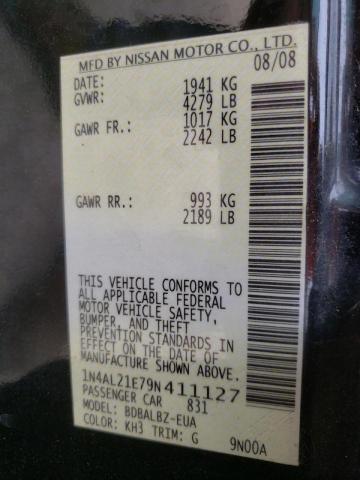 MFD BY NISSAN MOTOR CO., LTD.
DATE: 08/08
GVWR: 1941 KG
4279 LB
GAWR FR.: 1017 KG
2242 LB
GAWR RR.: 993 KG
2189 LB
THIS VEHICLE CONFORMS TO
ALL APPLICABLE FEDERAL
MOTOR VEHICLE SAFETY,
BUMPER, AND THEFT
PREVENTION STANDARDS IN
EFFECT ON THE DATE OF
MANUFACTURE SHOWN ABOVE.
1N4AL21E79N411127
PASSENGER CAR 831
MODEL: BDBALBZ-EUA
COLOR: KH3 TRIM: G 9N00A